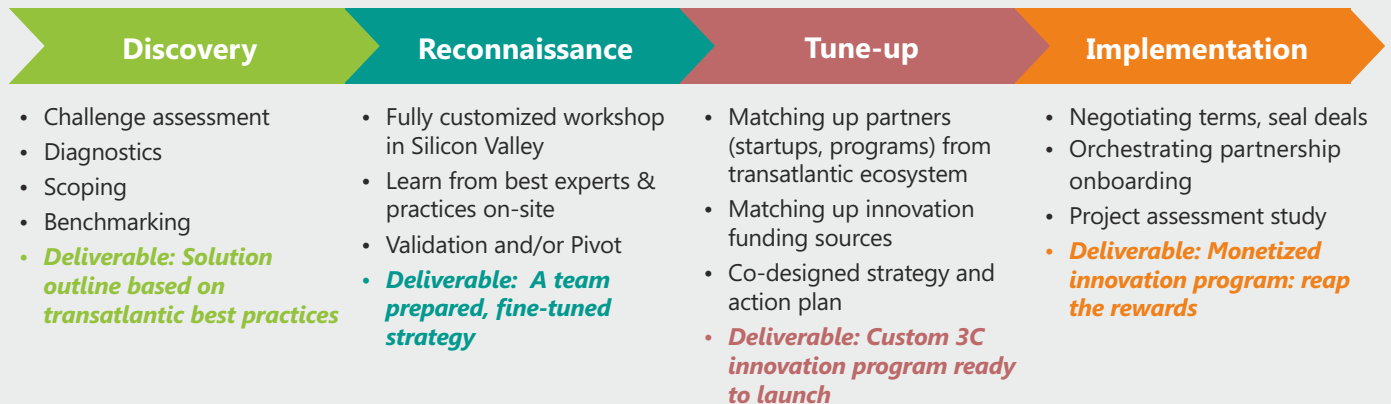 Discovery
• Challenge assessment
• Diagnostics
• Scoping
• Benchmarking
• Deliverable: Solution
outline based on
transatlantic best practices
Reconnaissance
• Fully customized workshop
in Silicon Valley
• Learn from best experts &
practices on-site
• Validation and/or Pivot
• Deliverable: A team
prepared, fine-tuned
strategy
Tune-up
• Matching up partners
(startups, programs) from
transatlantic ecosystem
• Matching up innovation
funding sources
• Co-designed strategy and
action plan
• Deliverable: Custom 3C
innovation program ready
to launch
Implementation
• Negotiating terms, seal deals
• Orchestrating partnership
onboarding
• Project assessment study
• Deliverable: Monetized
innovation program: reap
the rewards